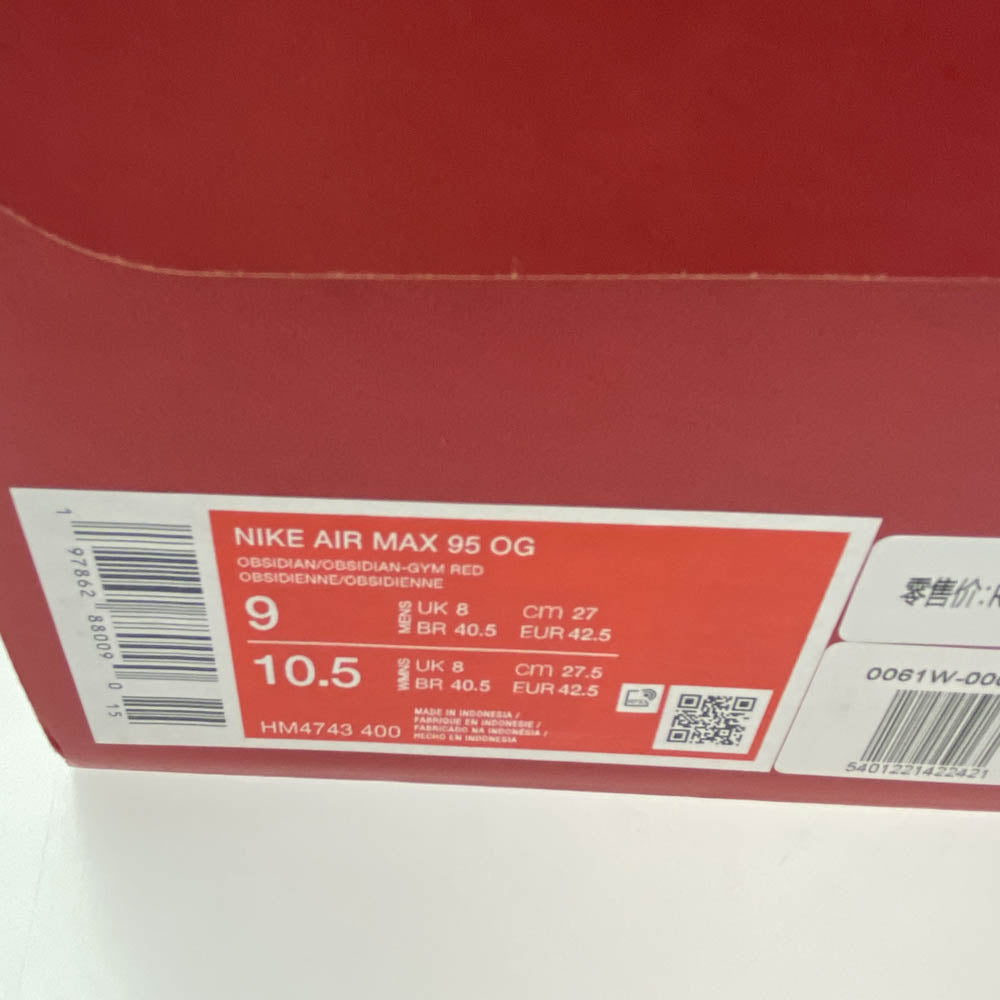 1 97862 88009 0 15
NIKE AIR MAX 95 OG
OBSIDIAN/OBSIDIAN-GYM RED
OBSIDIENNE/OBSIDIENNE
9 MENS UK 8 cm 27
BR 40.5 EUR 42.5
10.5 WMNS UK 8 cm 27.5
BR 40.5 EUR 42.5
HM4743 400
MADE IN INDONESIA /
FABRIQUE EN INDONESIE /
FABRICADO NA INDONESIA /
HECHO EN INDONESIA
零售价:
0061W-00
5401221422421